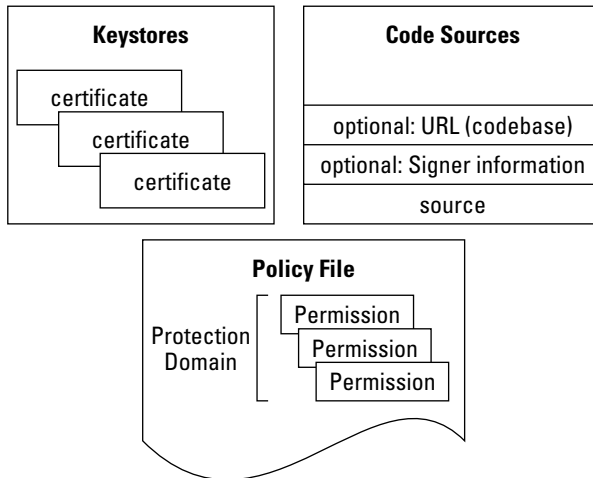 Keystores
certificate
certificate
certificate
Code Sources
optional: URL (codebase)
optional: Signer information
source
Policy File
Protection
Domain
Permission
Permission
Permission